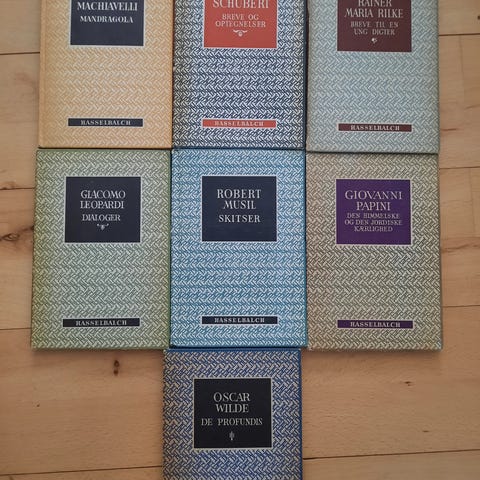 MACHIAVELLI
MANDRAGOLA
HASSELBALCH
SCHUBERT
BREVE OG
OPTEGNELSER
HASSELBALCH
RAINER
MARIA RILKE
BREVE TIL EN
UNG DIGTER
HASSELBALCH
GIACOMO
LEOPARDI
DIALOGER
HASSELBALCH
ROBERT
MUSIL
SKITSER
HASSELBALCH
GIOVANNI
PAPINI
DEN HIMMELSKE
OG DEN JORDISKE
KÆRLIGHED
HASSELBALCH
OSCAR
WILDE
DE PROFUNDIS